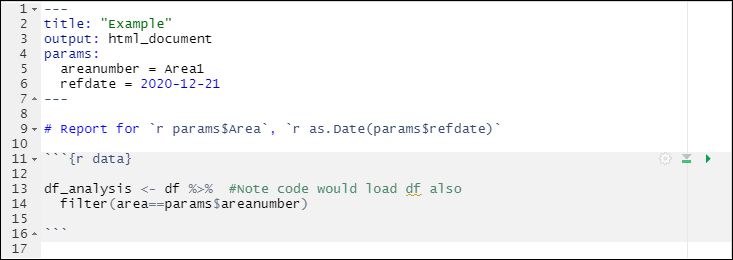 1 ---
2 title: "Example"
3 output: html_document
4 params:
5   areanumber = Area1
6   refdate = 2020-12-21
7 ---
8
9 # Report for `r params$Area`, `r as.Date(params$refdate)`
10
11 ```{r data}
12
13 df_analysis <- df %>%  #Note code would load df also
14   filter(area==params$areanumber)
15
16 ```
17